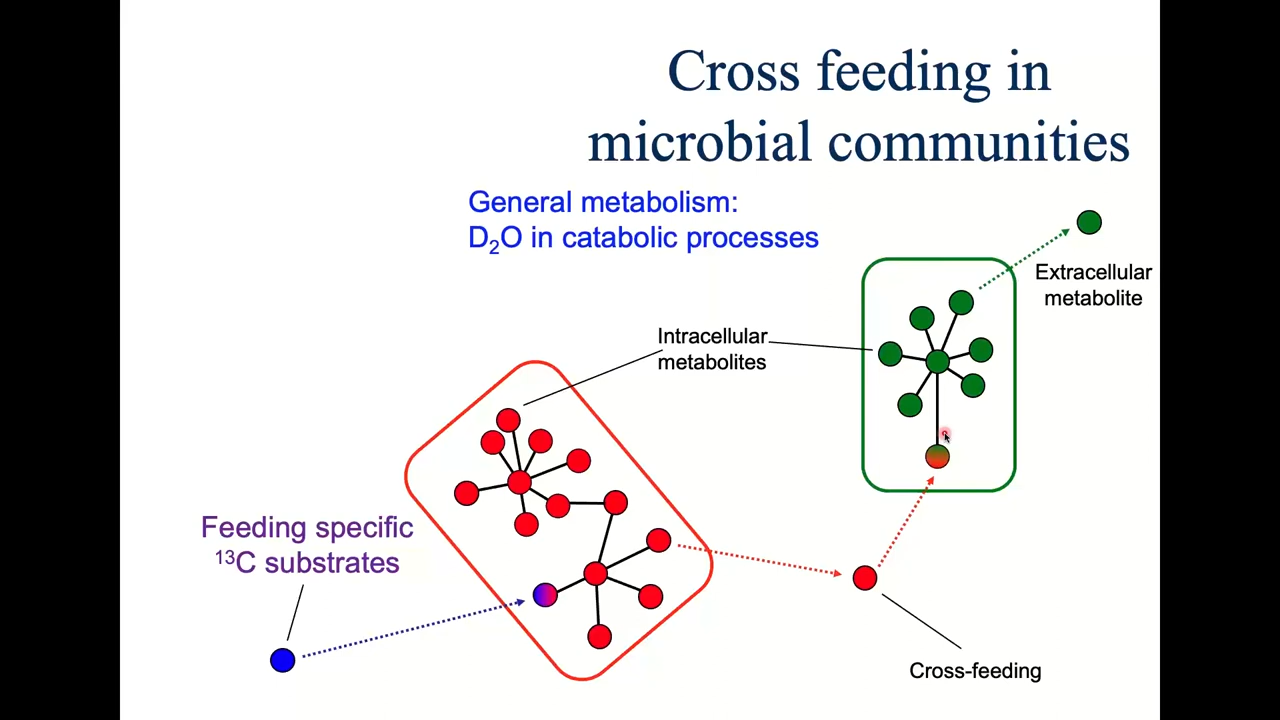 Cross feeding in
microbial communities
General metabolism:
D₂O in catabolic processes
Extracellular
metabolite
Intracellular
metabolites
Feeding specific
¹³C substrates
Cross-feeding